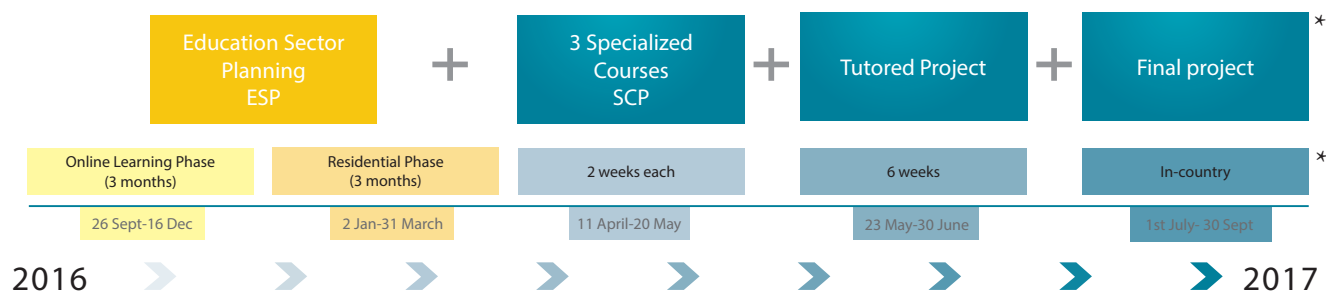 Education Sector
Planning
ESP
+
3 Specialized
Courses
SCP
+
Tutored Project
+
Final project
*
Online Learning Phase
(3 months)
Residential Phase
(3 months)
2 weeks each
6 weeks
In-country
*
26 Sept-16 Dec
2 Jan-31 March
11 April-20 May
23 May-30 June
1st July- 30 Sept
2016
2017